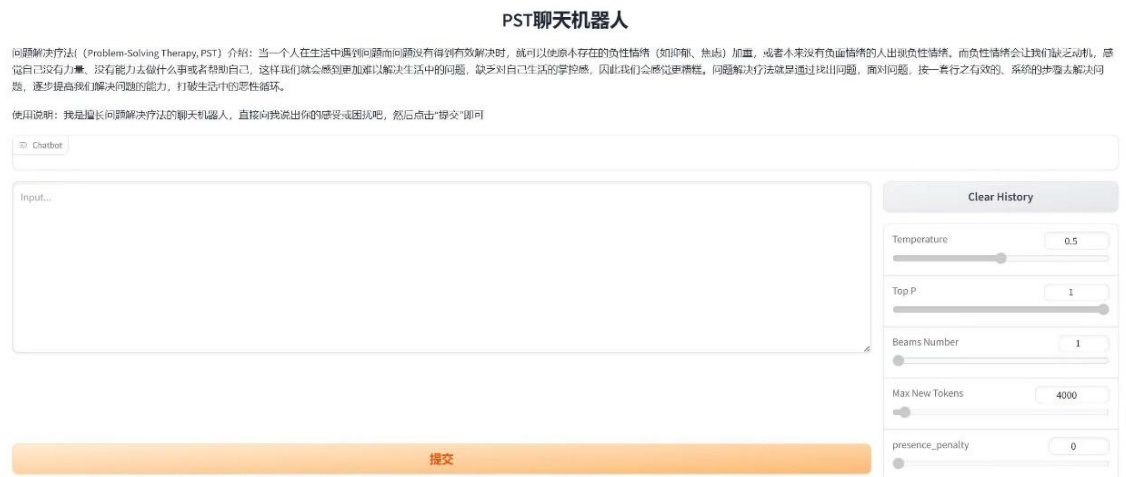 PST聊天机器人
问题解决疗法(（Problem-Solving Therapy, PST）介绍：当一个人在生活中遇到问题而问题没有得到有效解决时，就可以使原本存在的负性情绪（如抑郁、焦虑）加重，或者本来没有负面情绪的人出现负性情绪。而负性情绪会让我们缺乏动机，感
觉自己没有力量、没有能力去做什么事或者帮助自己，这样我们就会感到更加难以解决生活中的问题，缺乏对自己生活的掌控感，因此我们会感觉更糟糕。问题解决疗法就是通过找出问题，面对问题，按一套行之有效的、系统的步骤去解决问
题，逐步提高我们解决问题的能力，打破生活中的恶性循环。
使用说明：我是擅长问题解决疗法的聊天机器人，直接向我说出你的感受或困扰吧，然后点击“提交”即可
Chatbot
Input...
Clear History
Temperature 0.5
Top P 1
Beams Number 1
Max New Tokens 4000
presence_penalty 0
提交